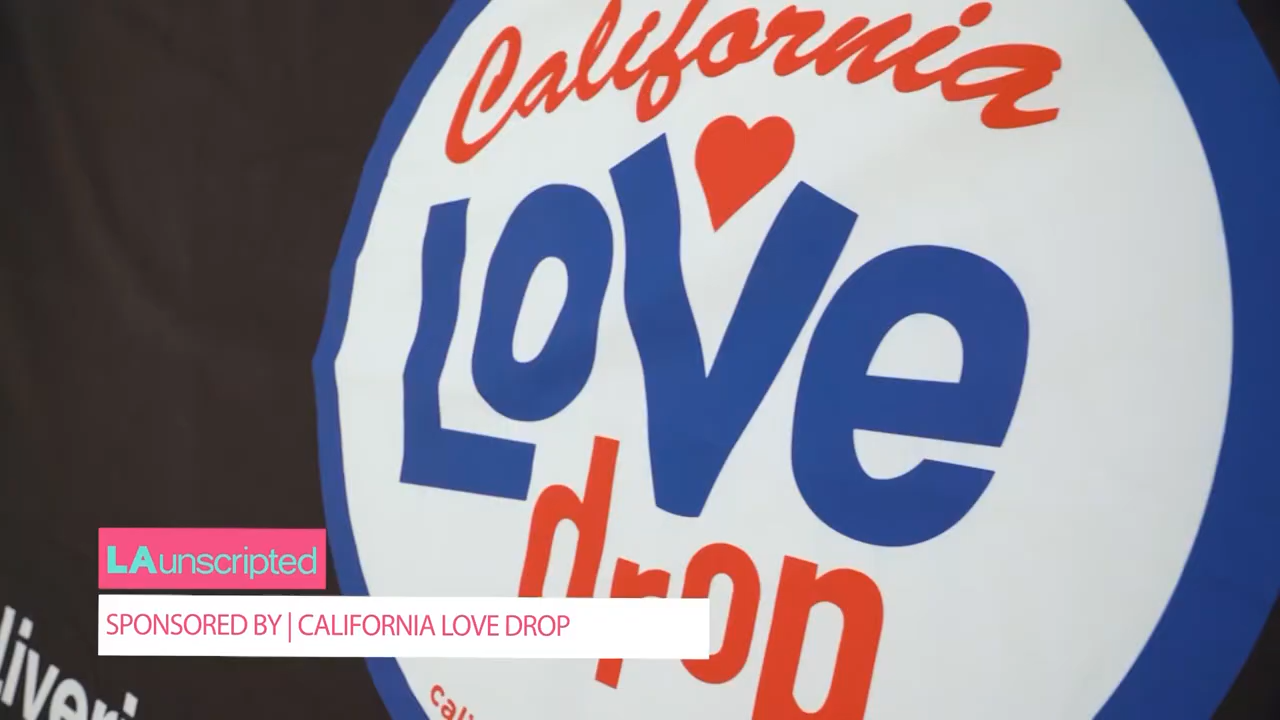 California
Love
drop
LAunscripted
SPONSORED BY | CALIFORNIA LOVE DROP